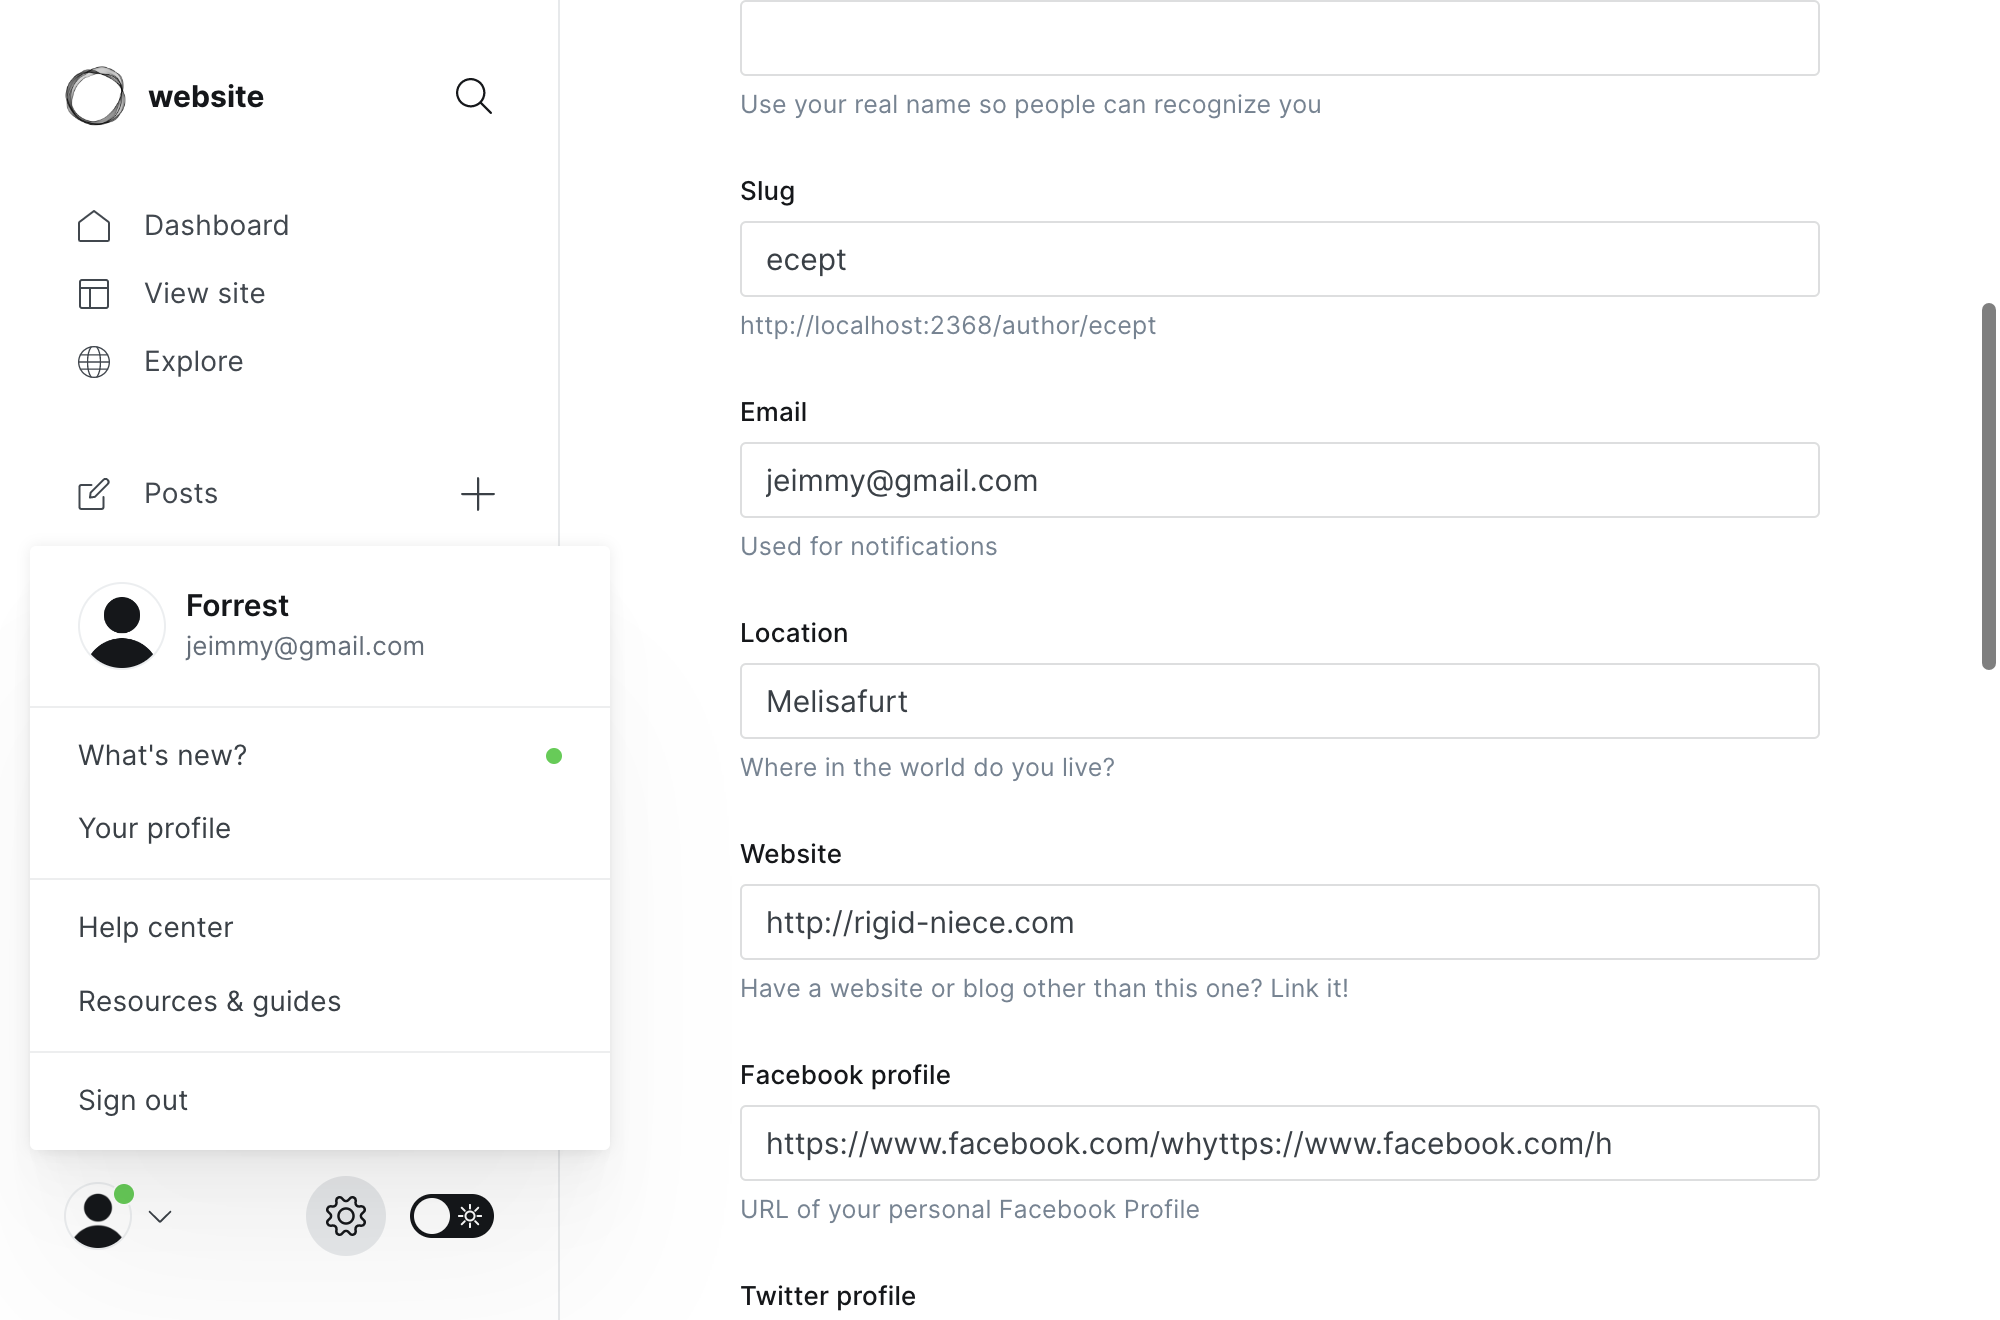 website
Dashboard
View site
Explore
Posts
Forrest
jeimmy@gmail.com
What's new?
Your profile
Help center
Resources & guides
Sign out
Use your real name so people can recognize you
Slug
ecept
http://localhost:2368/author/ecept
Email
jeimmy@gmail.com
Used for notifications
Location
Melisafurt
Where in the world do you live?
Website
http://rigid-niece.com
Have a website or blog other than this one? Link it!
Facebook profile
https://www.facebook.com/whyttps://www.facebook.com/h
URL of your personal Facebook Profile
Twitter profile